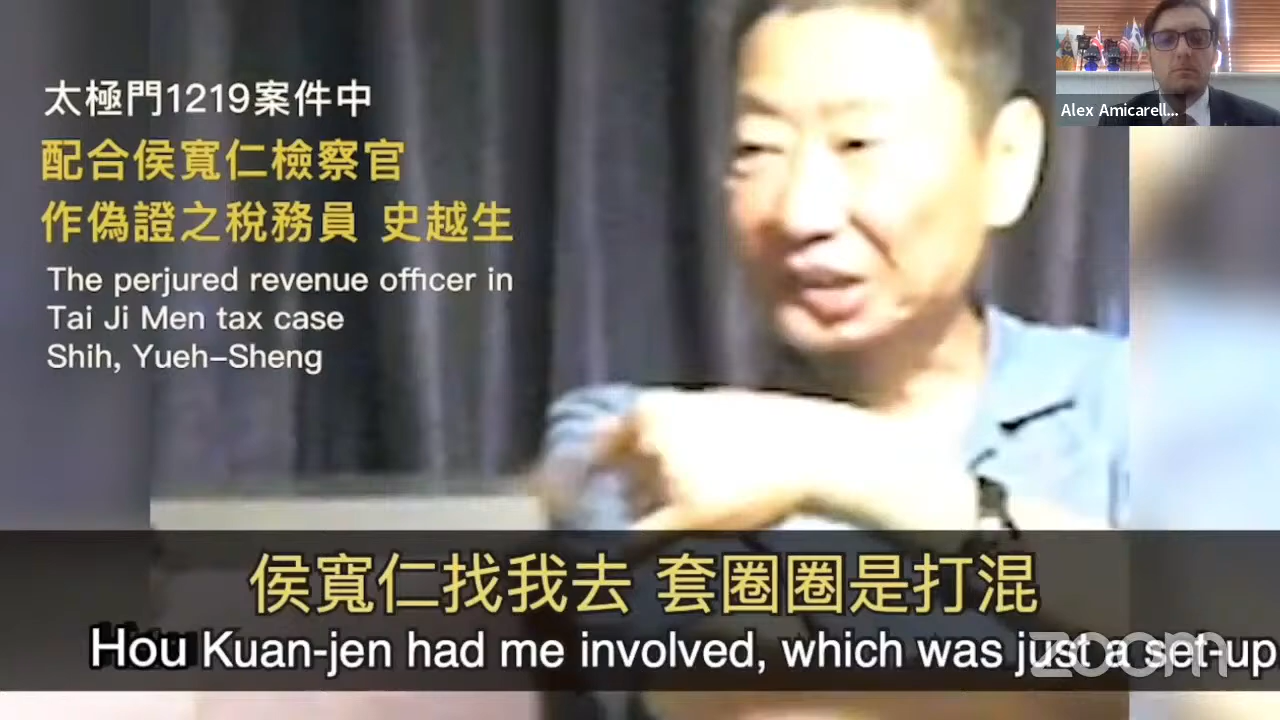 太極門1219案件中
配合侯寬仁檢察官
作偽證之稅務員 史越生
The perjured revenue officer in
Tai Ji Men tax case
Shih, Yueh-Sheng
Alex Amicarell...
侯寬仁找我去 套圈圈是打混
Hou Kuan-jen had me involved, which was just a set-up
zoom